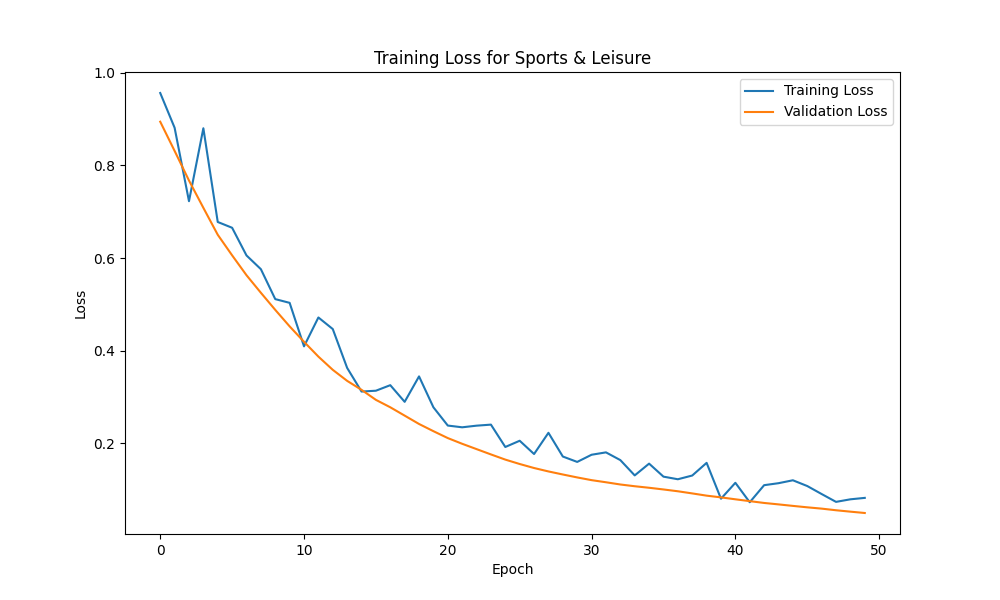 Training Loss for Sports & Leisure
Training Loss
Validation Loss
1.0
0.8
0.6
0.4
0.2
Loss
0 10 20 30 40 50
Epoch